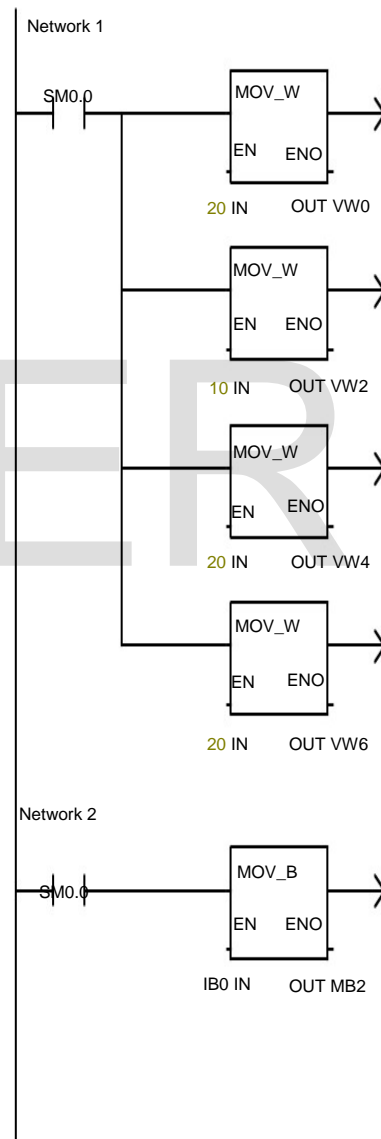 Network 1
SM0.0
MOV_W
EN ENO
20 IN OUT VW0
MOV_W
EN ENO
10 IN OUT VW2
MOV_W
EN ENO
20 IN OUT VW4
MOV_W
EN ENO
20 IN OUT VW6
Network 2
SM0.0
MOV_B
EN ENO
IB0 IN OUT MB2
ER